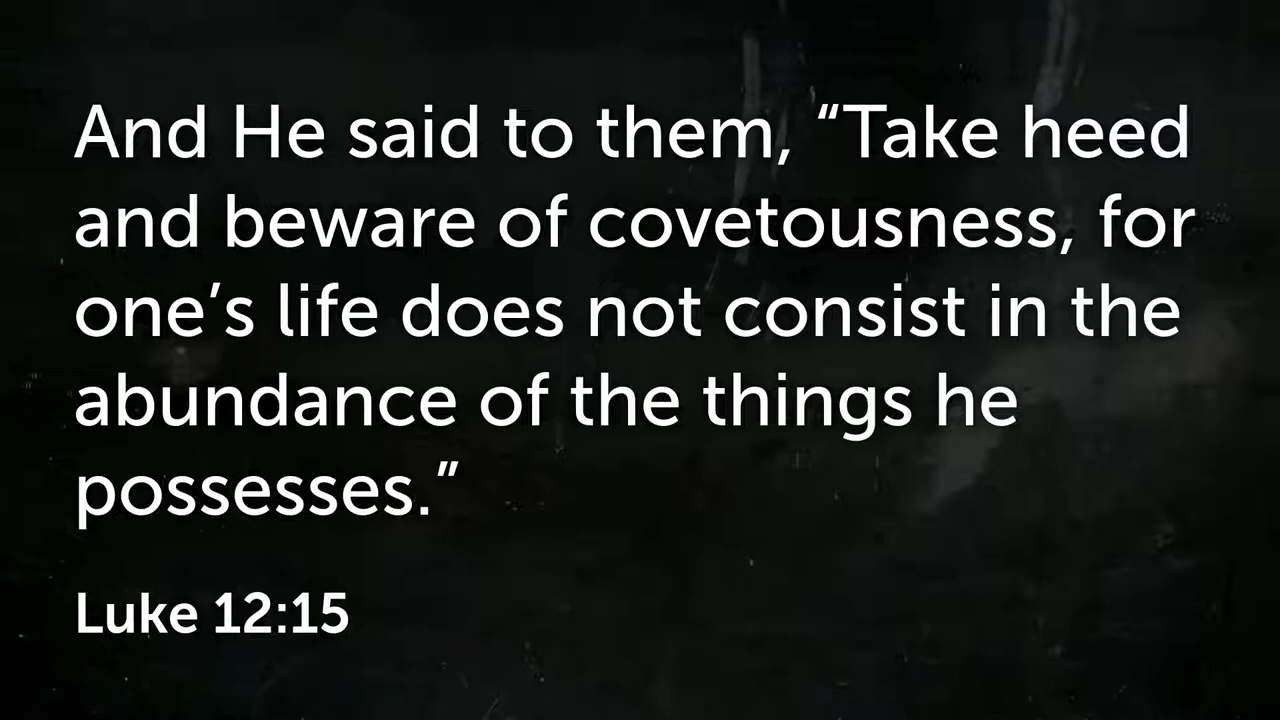 And He said to them, “Take heed
and beware of covetousness, for
one’s life does not consist in the
abundance of the things he
possesses.”
Luke 12:15